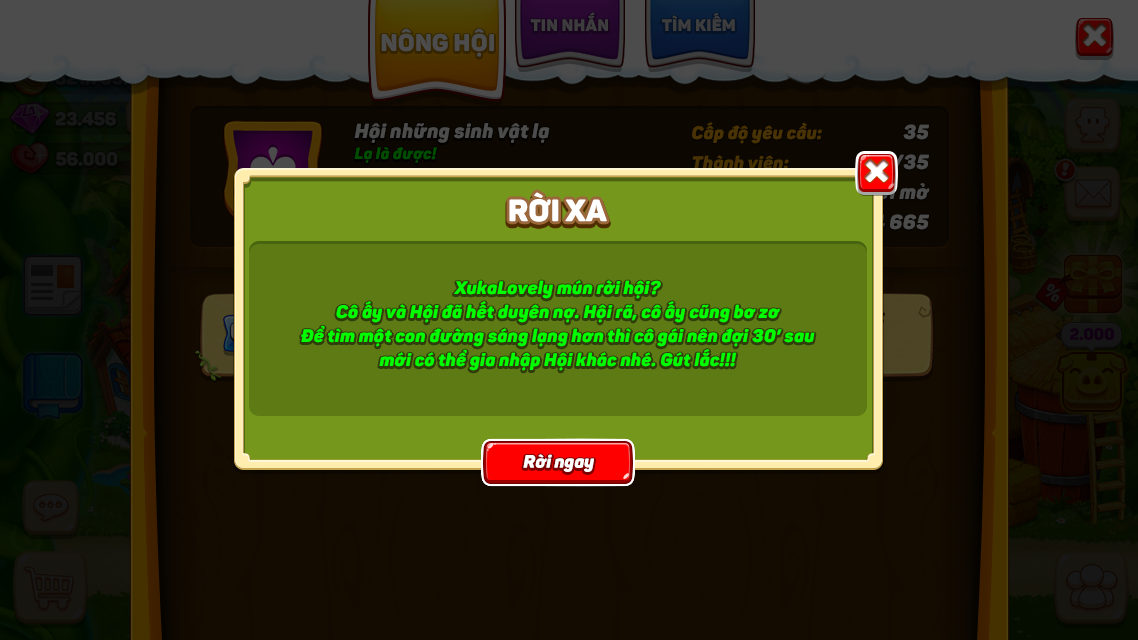 NÔNG HỘI
TIN NHẮN
TÌM KIẾM
23.456
56.000
Hội những sinh vật lạ
Lạ là được!
Cấp độ yêu cầu:
35
Thành viên:
/35
mở
665
RỜI XA
XukaLovely mún rời hội?
Cô ấy và Hội đã hết duyên nợ. Hội rã, cô ấy cũng bơ zơ
Để tìm một con đường sáng lạng hơn thì cô gái nên đợi 30’ sau
mới có thể gia nhập Hội khác nhé. Gút lắc!!!
Rời ngay
%
2.000